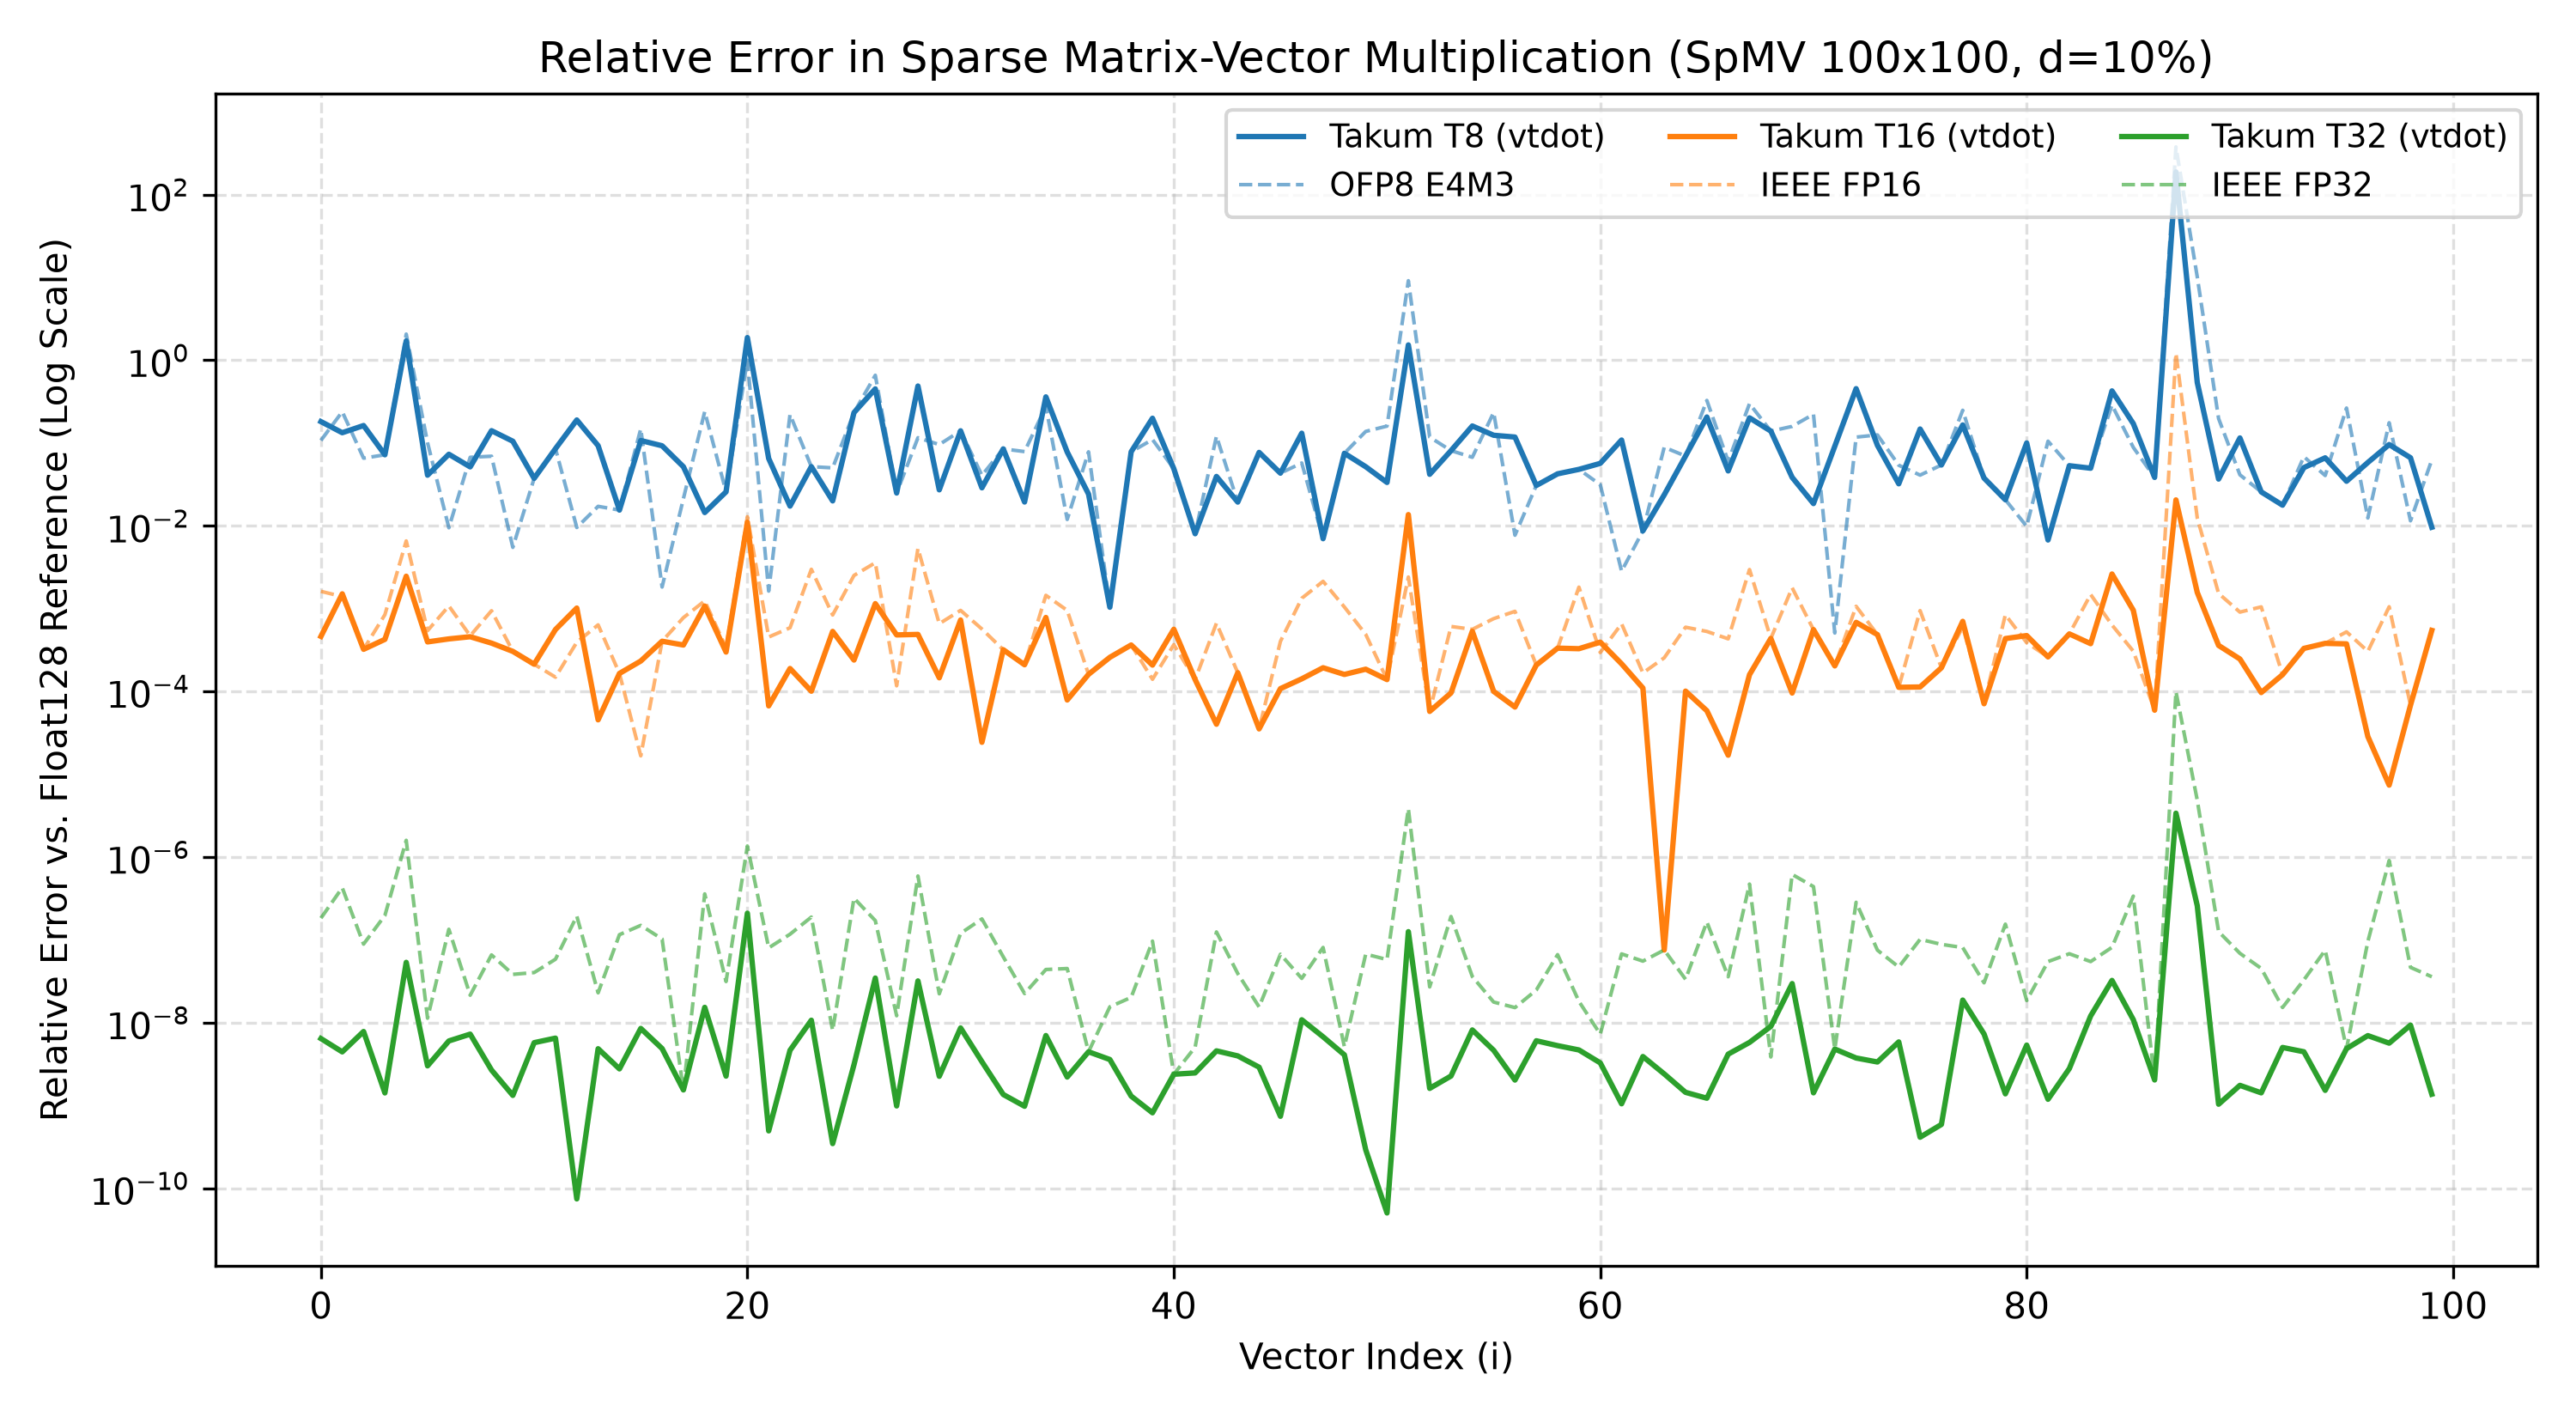 Relative Error in Sparse Matrix-Vector Multiplication (SpMV 100x100, d=10%)
Takum T8 (vtdot)
OFP8 E4M3
Takum T16 (vtdot)
IEEE FP16
Takum T32 (vtdot)
IEEE FP32
Relative Error vs. Float128 Reference (Log Scale)
10²
10⁰
10⁻²
10⁻⁴
10⁻⁶
10⁻⁸
10⁻¹⁰
0 20 40 60 80 100
Vector Index (i)